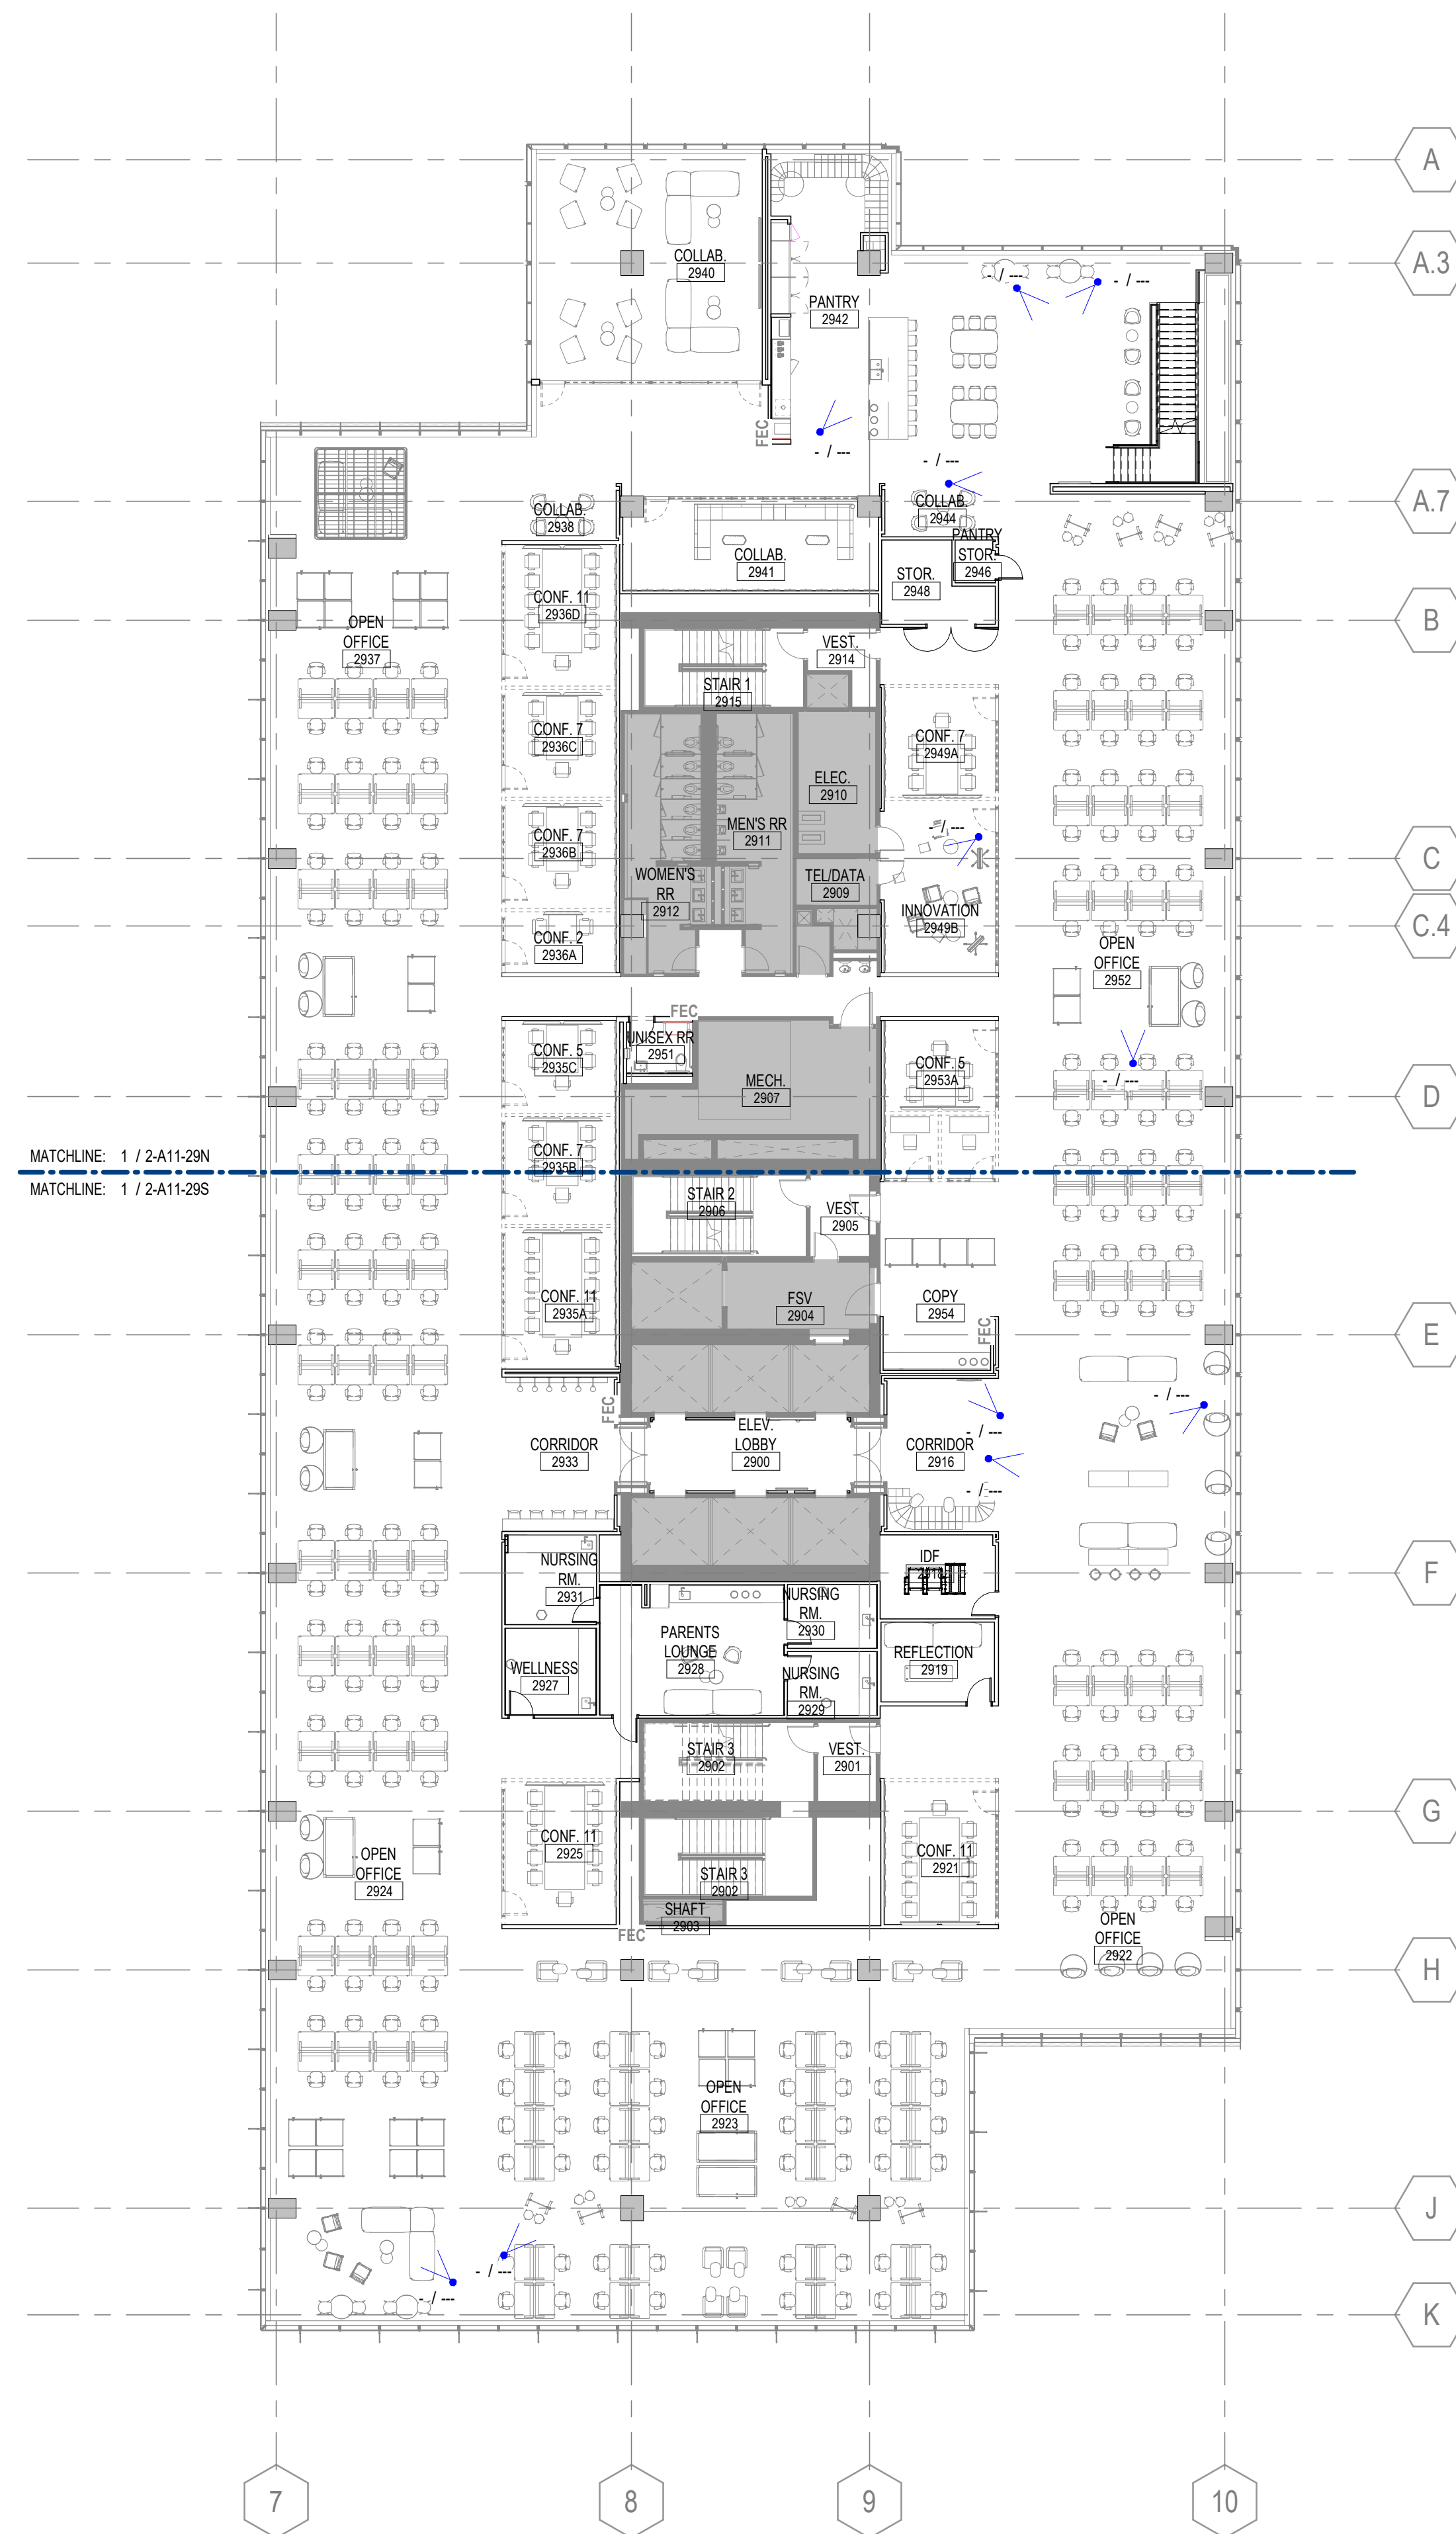 A
COLLAB.
2940
A.3
- / ---
- / ---
PANTRY
2942
FEC
- / ---
- / ---
COLLAB.
2938
COLLAB.
2944
A.7
PANTRY
STOR.
2946
COLLAB.
2941
STOR.
2948
CONF. 11
2936D
OPEN
OFFICE
2937
B
VEST.
2914
STAIR 1
2915
CONF. 7
2936C
CONF. 7
2949A
ELEC.
2910
MEN'S RR
2911
- / ---
CONF. 7
2936B
C
WOMEN'S
RR
2912
TEL/DATA
2909
INNOVATION
2949B
C.4
CONF. 2
2936A
OPEN
OFFICE
2952
FEC
UNISEX RR
2951
CONF. 5
2935C
CONF. 5
2953A
MECH.
2907
- / ---
D
MATCHLINE: 1 / 2-A11-29N
CONF. 7
2935B
MATCHLINE: 1 / 2-A11-29S
STAIR 2
2906
VEST.
2905
CONF. 11
2935A
FSV
2904
COPY
2954
FEC
E
FEC
- / ---
- / ---
CORRIDOR
2933
ELEV.
LOBBY
2900
CORRIDOR
2916
- / ---
NURSING
RM.
2931
IDF
F
NURSING
RM.
2930
PARENTS
LOUNGE
2928
REFLECTION
2919
WELLNESS
2927
NURSING
RM.
2929
STAIR 3
2902
VEST.
2901
G
CONF. 11
2925
CONF. 11
2921
OPEN
OFFICE
2924
STAIR 3
2902
SHAFT
2903
FEC
OPEN
OFFICE
2922
H
OPEN
OFFICE
2923
J
- / ---
- / ---
K
7
8
9
10